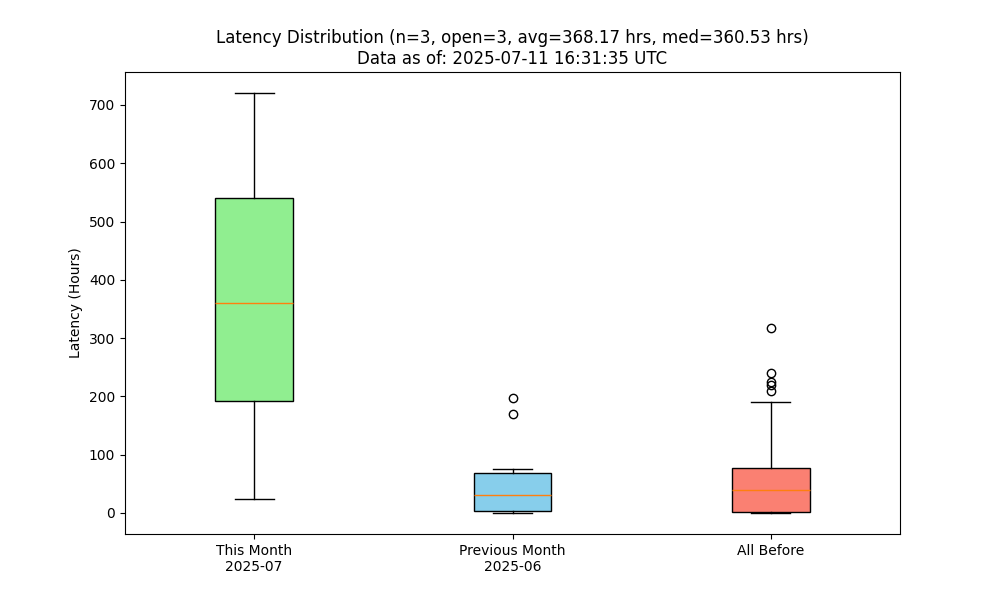 Latency Distribution (n=3, open=3, avg=368.17 hrs, med=360.53 hrs)
Data as of: 2025-07-11 16:31:35 UTC
Latency (Hours)
700
600
500
400
300
200
100
0
This Month
2025-07
Previous Month
2025-06
All Before